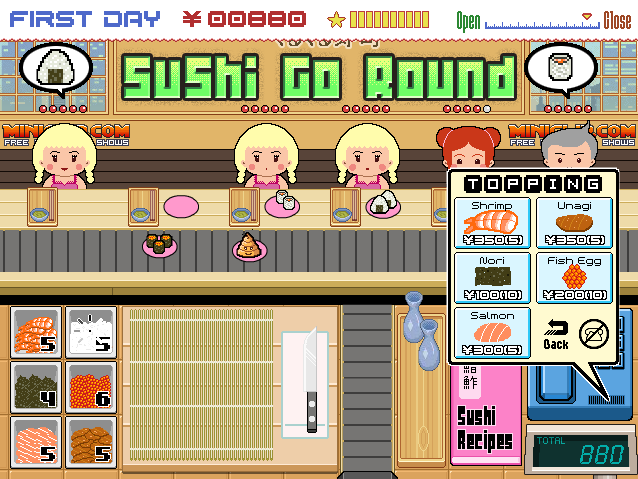 FIRST DAY ¥ 00880 Open Close
SuShi Go Round
MINICLIP.COM
FREE SHOWS
MINICLIP.COM
FREE SHOWS
TOPPING
Shrimp
¥350(5)
Unagi
¥350(5)
Nori
¥100(10)
Fish Egg
¥200(10)
Salmon
¥300(5)
Back
5
5
4
6
5
5
Sushi
Recipes
TOTAL
880